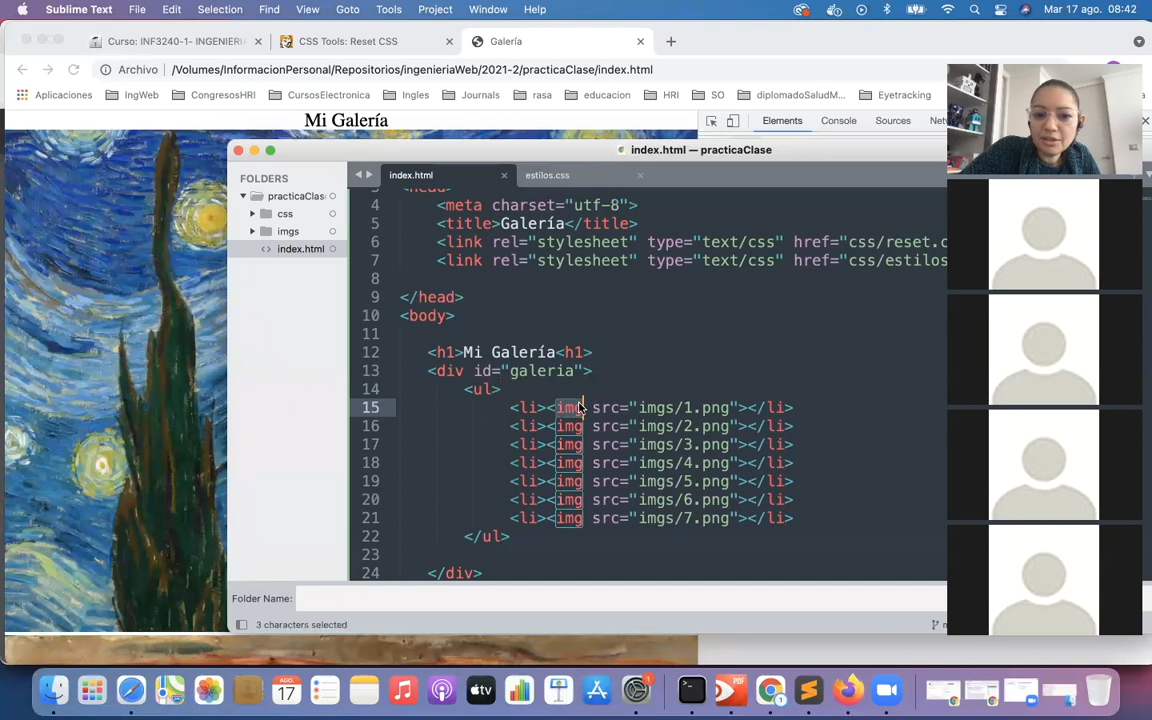 Sublime Text File Edit Selection Find View Goto Tools Project Window Help Mar 17 ago. 08:42
Curso: INF3240-1- INGENIERI
CSS Tools: Reset CSS
Galería
Archivo /Volumes/InformacionPersonal/Repositorios/ingenieriaWeb/2021-2/practicaClase/index.html
Aplicaciones IngWeb CongresosHRI CursosElectronica Ingles Journals rasa educacion HRI SO diplomadoSaludM... Eyetracking
Mi Galería
Elements Console Sources
index.html — practicaClase
FOLDERS
practicaClas
css
imgs
index.html
index.html estilos.css
4 <meta charset="utf-8">
5 <title>Galería</title>
6 <link rel="stylesheet" type="text/css" href="css/reset.c
7 <link rel="stylesheet" type="text/css" href="css/estilos
8
9 </head>
10 <body>
11
12 <h1>Mi Galería<h1>
13 <div id="galeria">
14 <ul>
15 <li><img src="imgs/1.png"></li>
16 <li><img src="imgs/2.png"></li>
17 <li><img src="imgs/3.png"></li>
18 <li><img src="imgs/4.png"></li>
19 <li><img src="imgs/5.png"></li>
20 <li><img src="imgs/6.png"></li>
21 <li><img src="imgs/7.png"></li>
22 </ul>
23
24 </div>
Folder Name:
3 characters selected
AGO.
17
tv
PDF
1
1